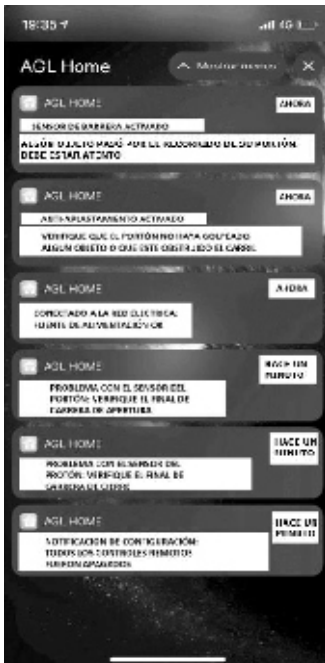 19:35
4G
AGL Home
Mostrar menos
AGL HOME
AHORA
SENSOR DE BARRERA ACTIVADO
ALGÚN OBJETO PASÓ POR EL RECORRIDO DE SU PORTÓN.
DEBE ESTAR ATENTO
AGL HOME
AHORA
ANTI-APLASTAMIENTO ACTIVADO
VERIFIQUE QUE EL PORTÓN NO HAYA GOLPEADO
ALGUN OBJETO O QUE ESTE OBSTRUIDO EL CARRIL
AGL HOME
AHORA
CONECTADO A LA RED ELECTRICA:
FUENTE DE ALIMENTACIÓN OK
AGL HOME
HACE UN
MINUTO
PROBLEMA CON EL SENSOR DEL
PORTÓN: VERIFIQUE EL FINAL DE
CARRERA DE APERTURA
AGL HOME
HACE UN
MINUTO
PROBLEMA CON EL SENSOR DEL
PROTÓN: VERIFIQUE EL FINAL DE
CARRERA DE CIERRE
AGL HOME
HACE UN
MINUTO
NOTIFICACION DE CONFIGURACIÓN:
TODOS LOS CONTROLES REMOTOS
FUERON APAGADOS